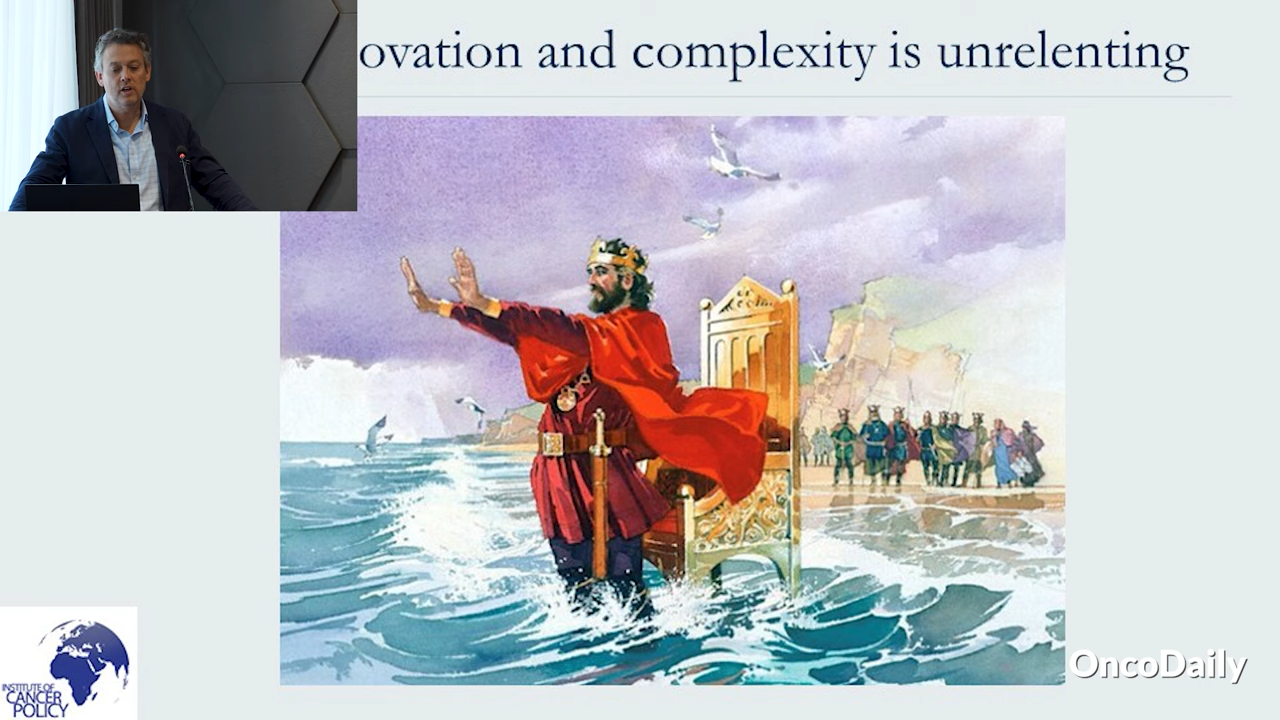 ovation and complexity is unrelenting
INSTITUTE OF
CANCER
POLICY
OncoDaily